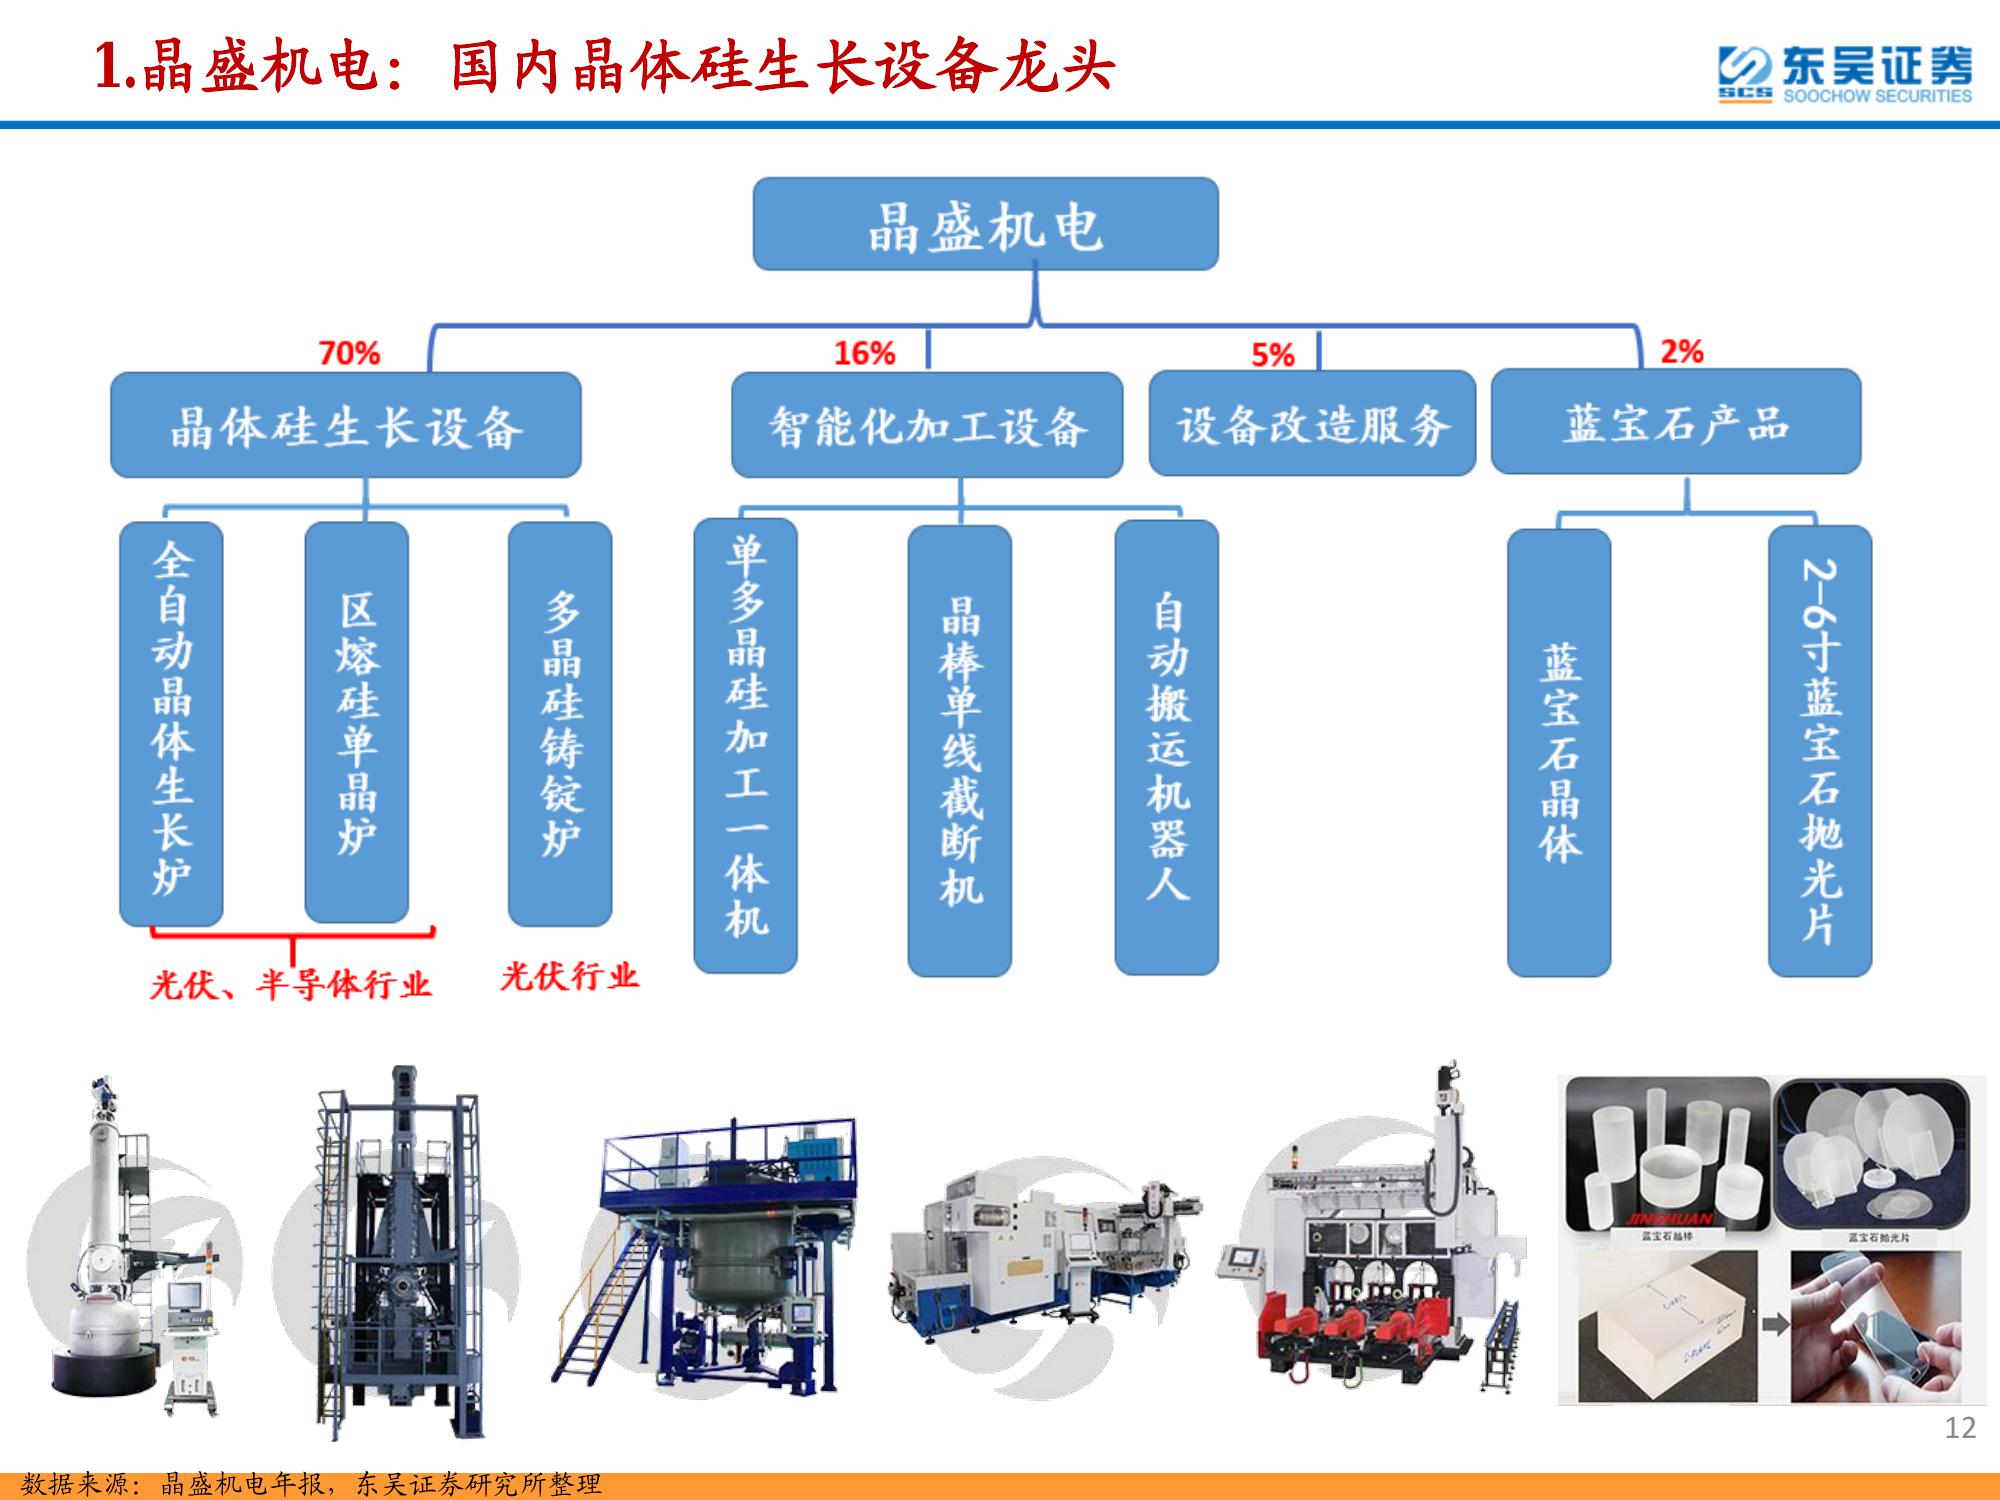 1.晶盛机电：国内晶体硅生长设备龙头
SCS
东吴证券
SOOCHOW SECURITIES
晶盛机电
70%
16%
5%
2%
晶体硅生长设备
智能化加工设备
设备改造服务
蓝宝石产品
全自动晶体生长炉
区熔硅单晶炉
多晶硅铸锭炉
单多晶硅加工一体机
晶棒单线截断机
自动搬运机器人
蓝宝石晶体
2-6寸蓝宝石抛光片
光伏、半导体行业
光伏行业
JINGHUAN
蓝宝石晶棒
蓝宝石抛光片
12
数据来源：晶盛机电年报，东吴证券研究所整理